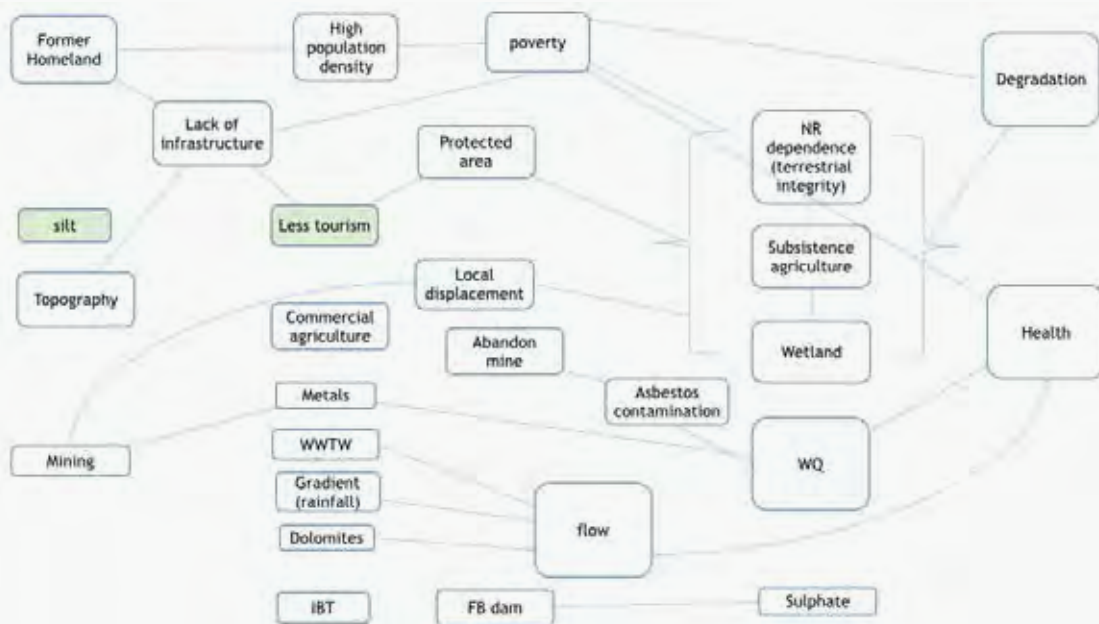 Former
Homeland
High
population
density
poverty
Degradation
Lack of
infrastructure
Protected
area
NR
dependence
(terrestrial
integrity)
silt
Less tourism
Subsistence
agriculture
Topography
Local
displacement
Commercial
agriculture
Abandon
mine
Wetland
Health
Metals
Asbestos
contamination
Mining
WWTW
WQ
Gradient
(rainfall)
flow
Dolomites
IBT
FB dam
Sulphate